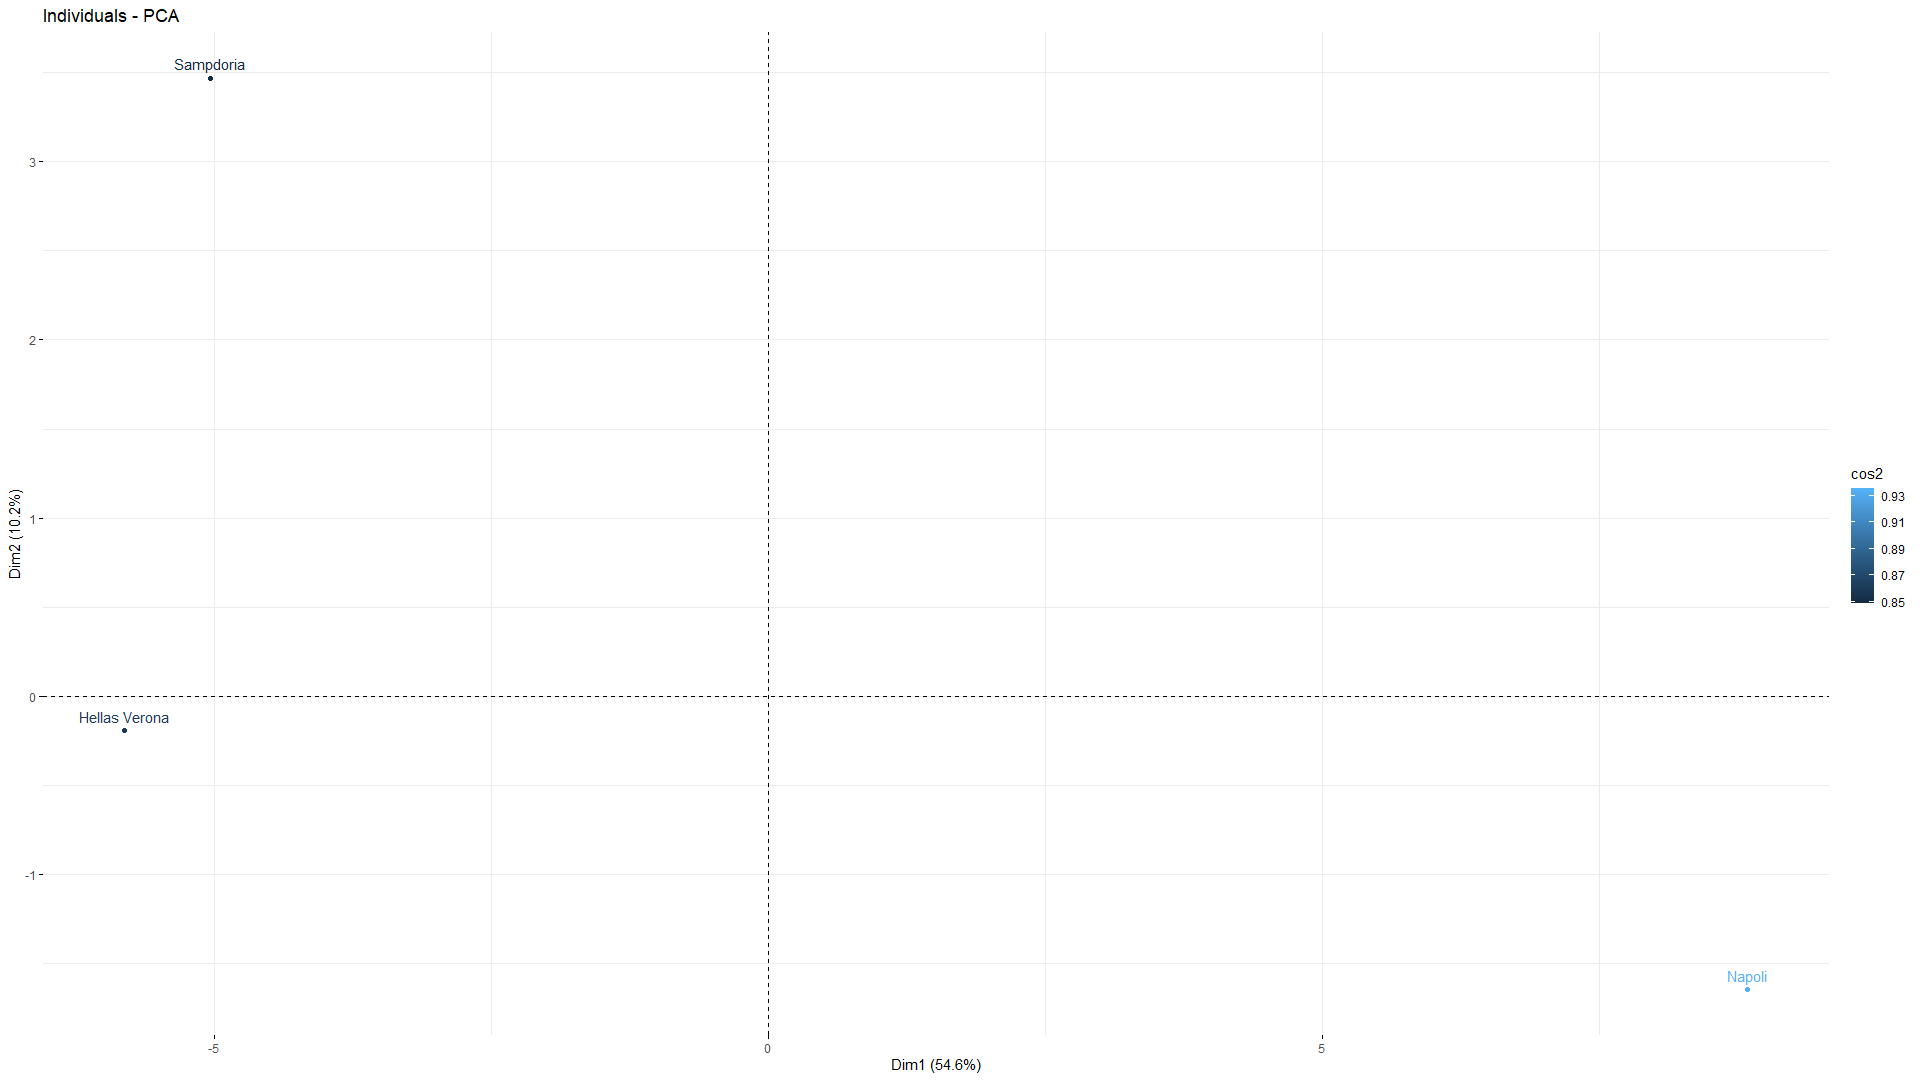 Individuals - PCA
Sampdoria
3
2
1
0
-1
Dim2 (10.2%)
Hellas Verona
Napoli
-5
0
5
Dim1 (54.6%)
cos2
0.93
0.91
0.89
0.87
0.85